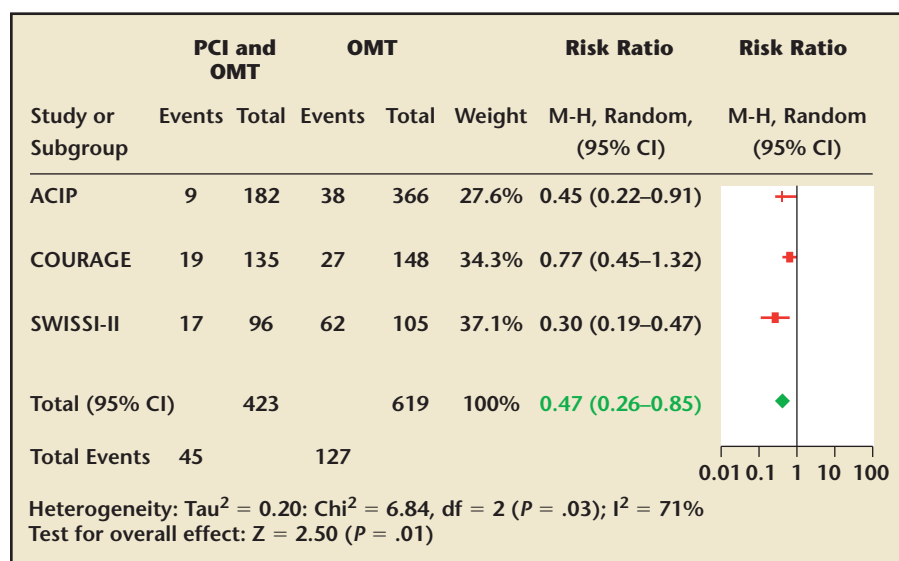 PCI and OMT Risk Ratio Risk Ratio
OMT
Study or Events Total Events Total Weight M-H, Random, M-H, Random
Subgroup (95% CI) (95% CI)
ACIP 9 182 38 366 27.6% 0.45 (0.22–0.91)
COURAGE 19 135 27 148 34.3% 0.77 (0.45–1.32)
SWISSI-II 17 96 62 105 37.1% 0.30 (0.19–0.47)
Total (95% CI) 423 619 100% 0.47 (0.26–0.85)
Total Events 45 127
0.01 0.1 1 10 100
Heterogeneity: Tau² = 0.20: Chi² = 6.84, df = 2 (P = .03); I² = 71%
Test for overall effect: Z = 2.50 (P = .01)